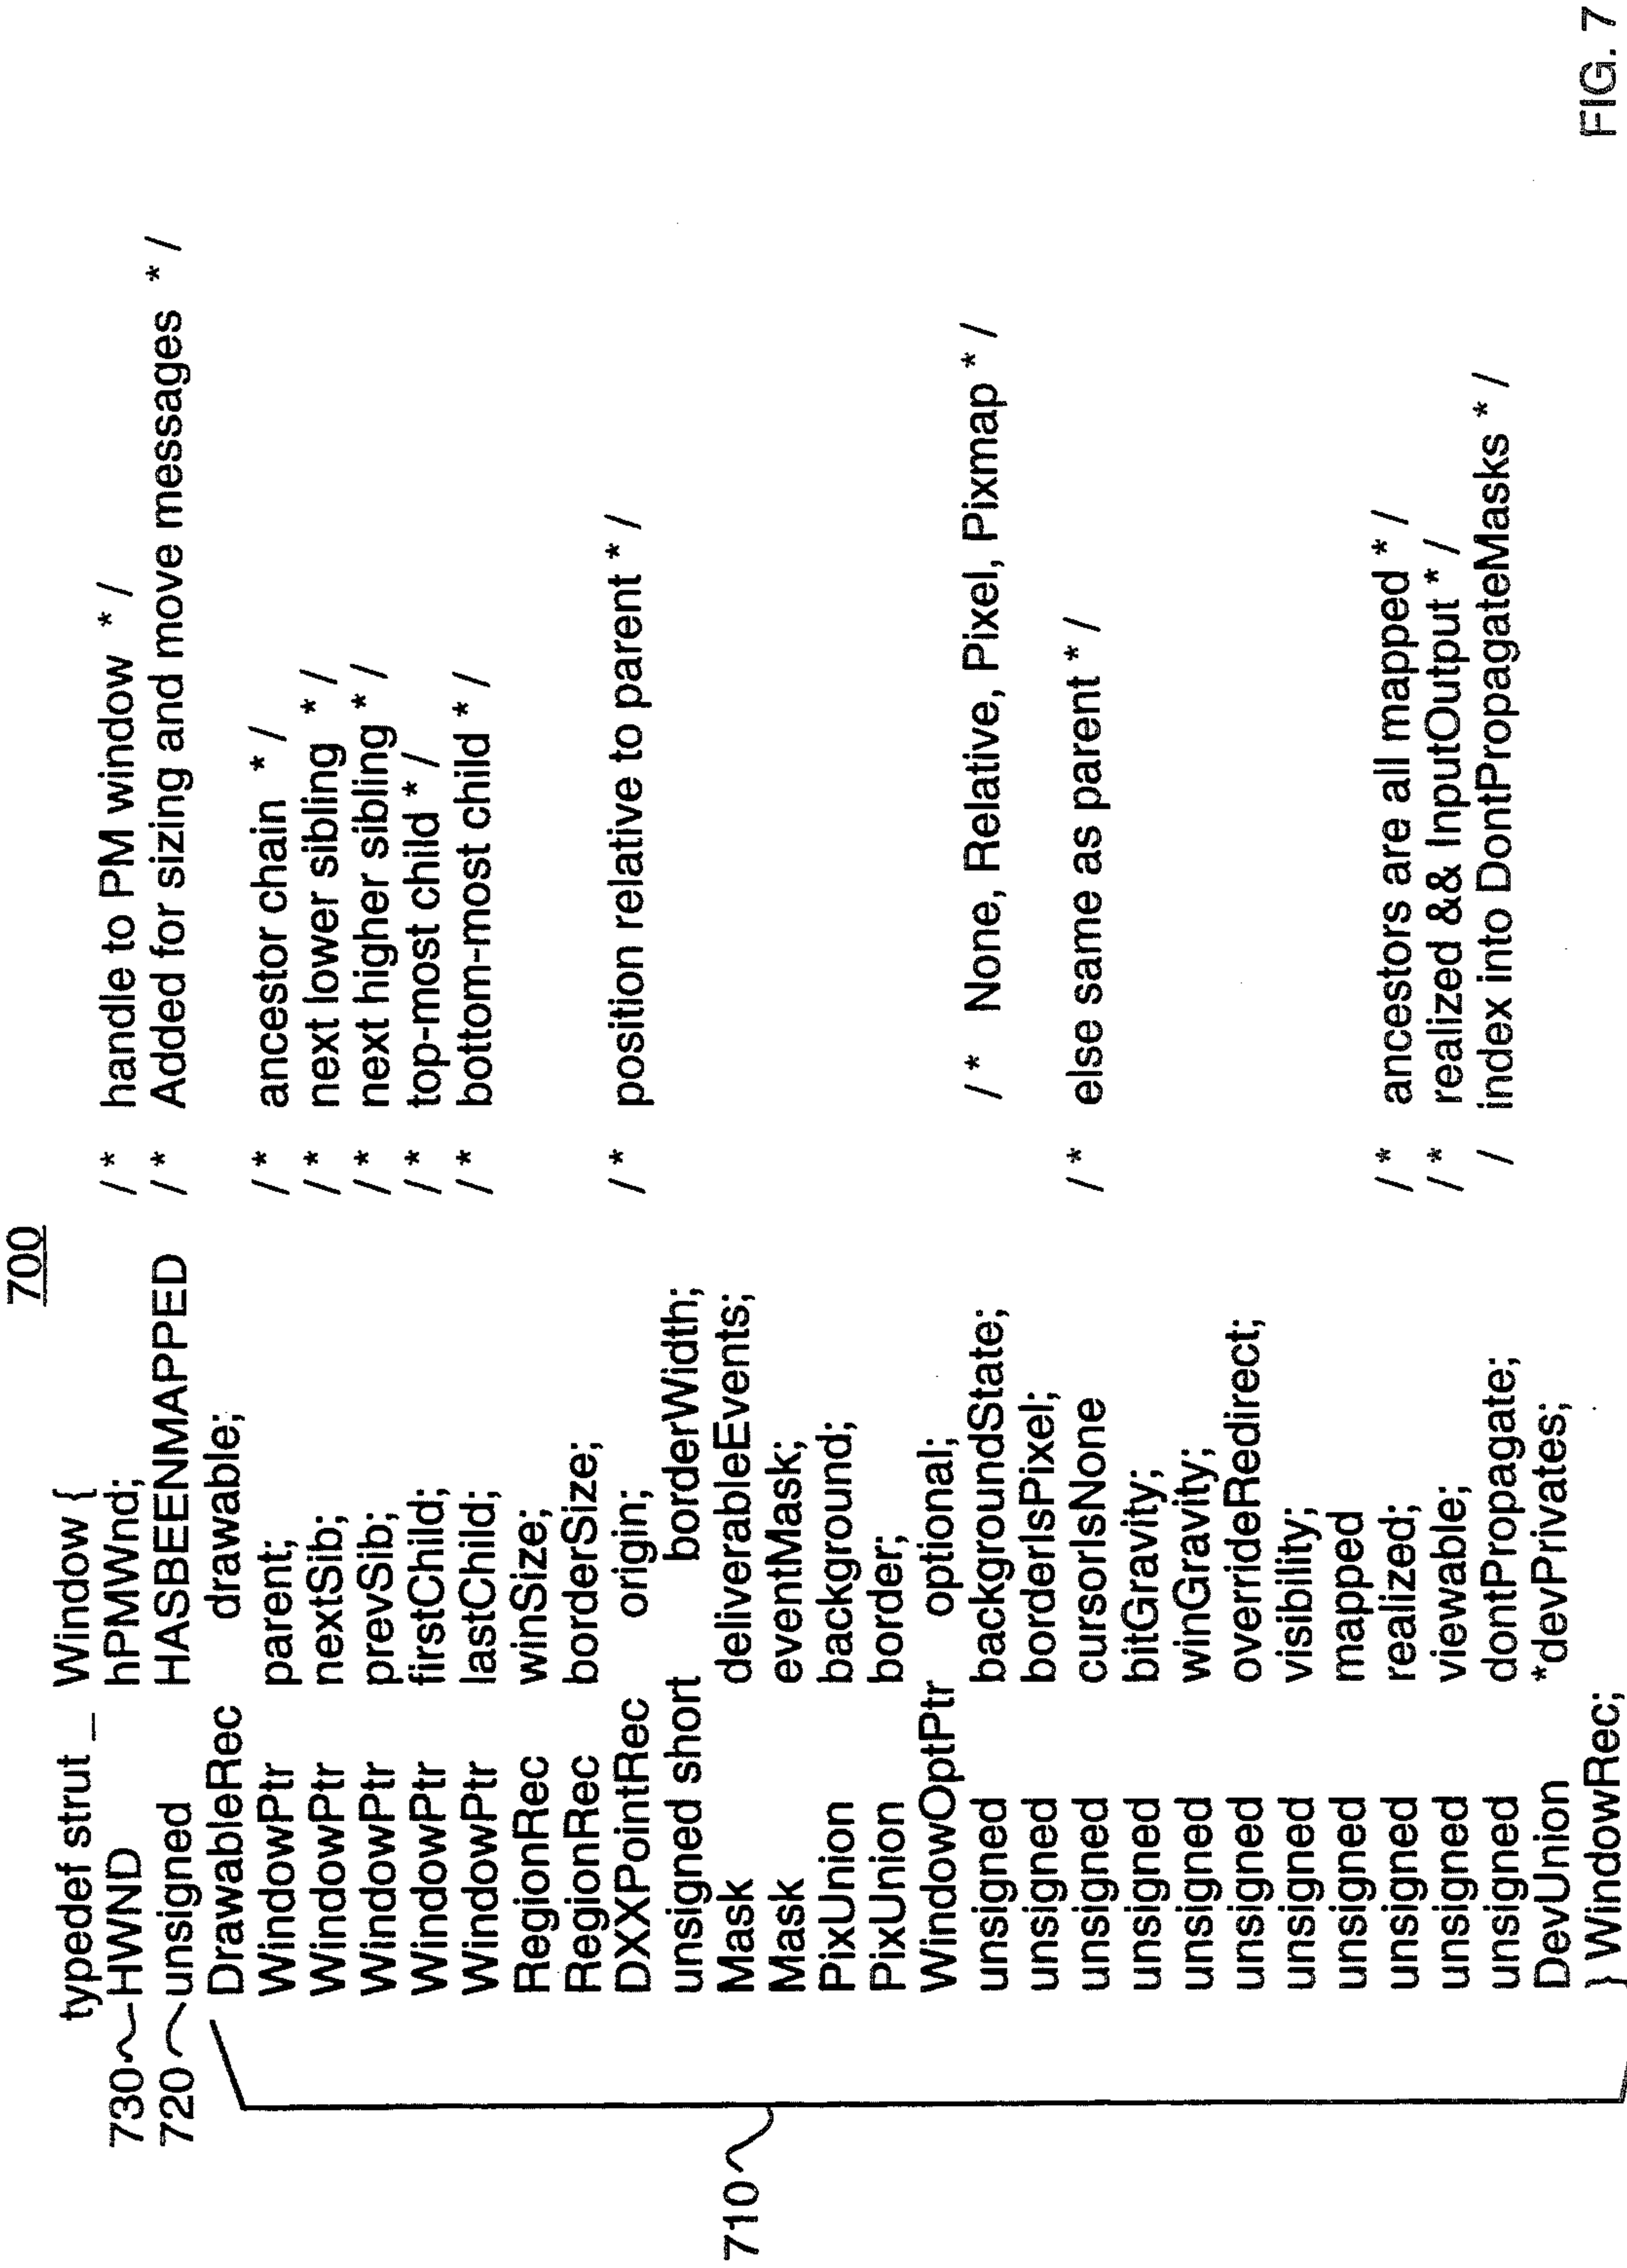 700
typedef strut _ Window {
730 HWND hPMWnd; /* handle to PM window */
720 unsigned HASBEENMAPPED /* Added for sizing and move messages */
DrawableRec drawable;
WindowPtr parent; /* ancestor chain */
WindowPtr nextSib; /* next lower sibling */
WindowPtr prevSib; /* next higher sibling */
WindowPtr firstChild; /* top-most child */
WindowPtr lastChild; /* bottom-most child */
RegionRec winSize;
RegionRec borderSize;
DXXPointRec origin; /* position relative to parent */
unsigned short borderWidth;
Mask deliverableEvents;
710 Mask eventMask;
PixUnion background;
PixUnion border;
WindowOptPtr optional;
unsigned backgroundState; /* None, Relative, Pixel, Pixmap */
unsigned borderIsPixel;
unsigned cursorIsNone /* else same as parent */
unsigned bitGravity;
unsigned winGravity;
unsigned overrideRedirect;
unsigned visibility;
unsigned mapped
unsigned realized; /* ancestors are all mapped */
unsigned viewable; /* realized && InputOutput */
unsigned dontPropagate; / index into DontPropagateMasks */
DevUnion *devPrivates;
} WindowRec;
FIG. 7